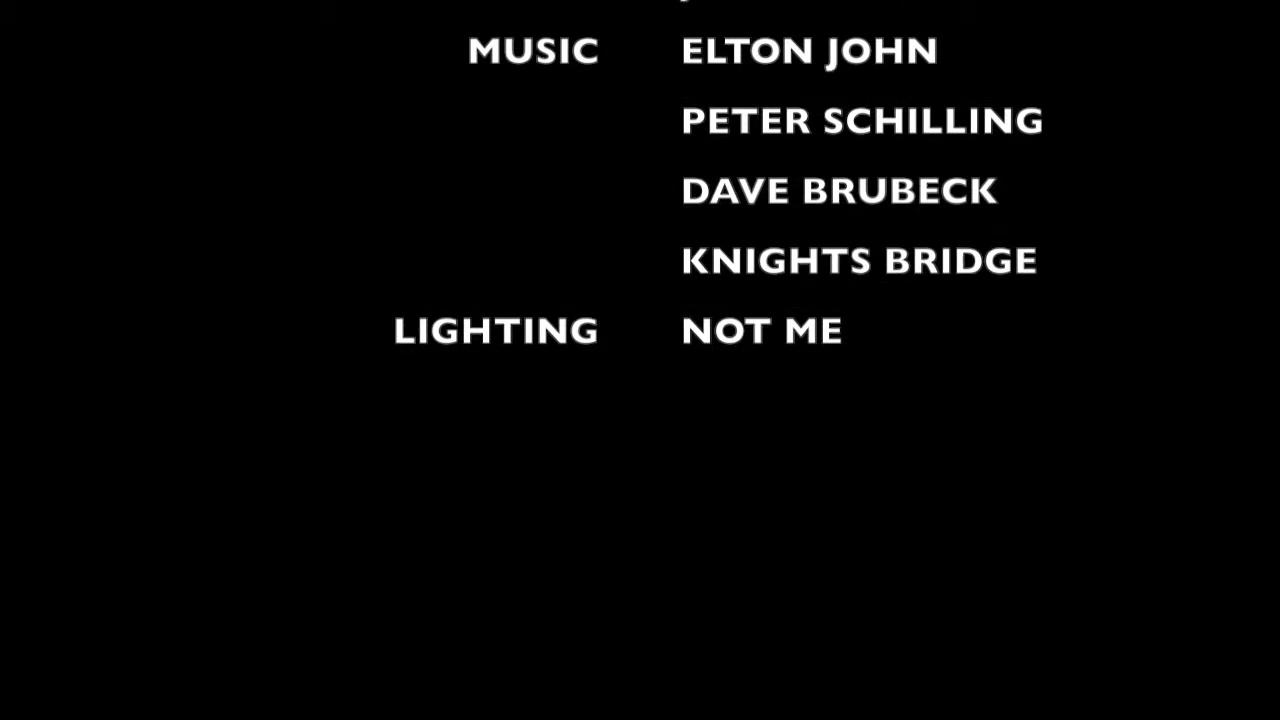 MUSIC ELTON JOHN
PETER SCHILLING
DAVE BRUBECK
KNIGHTS BRIDGE
LIGHTING NOT ME